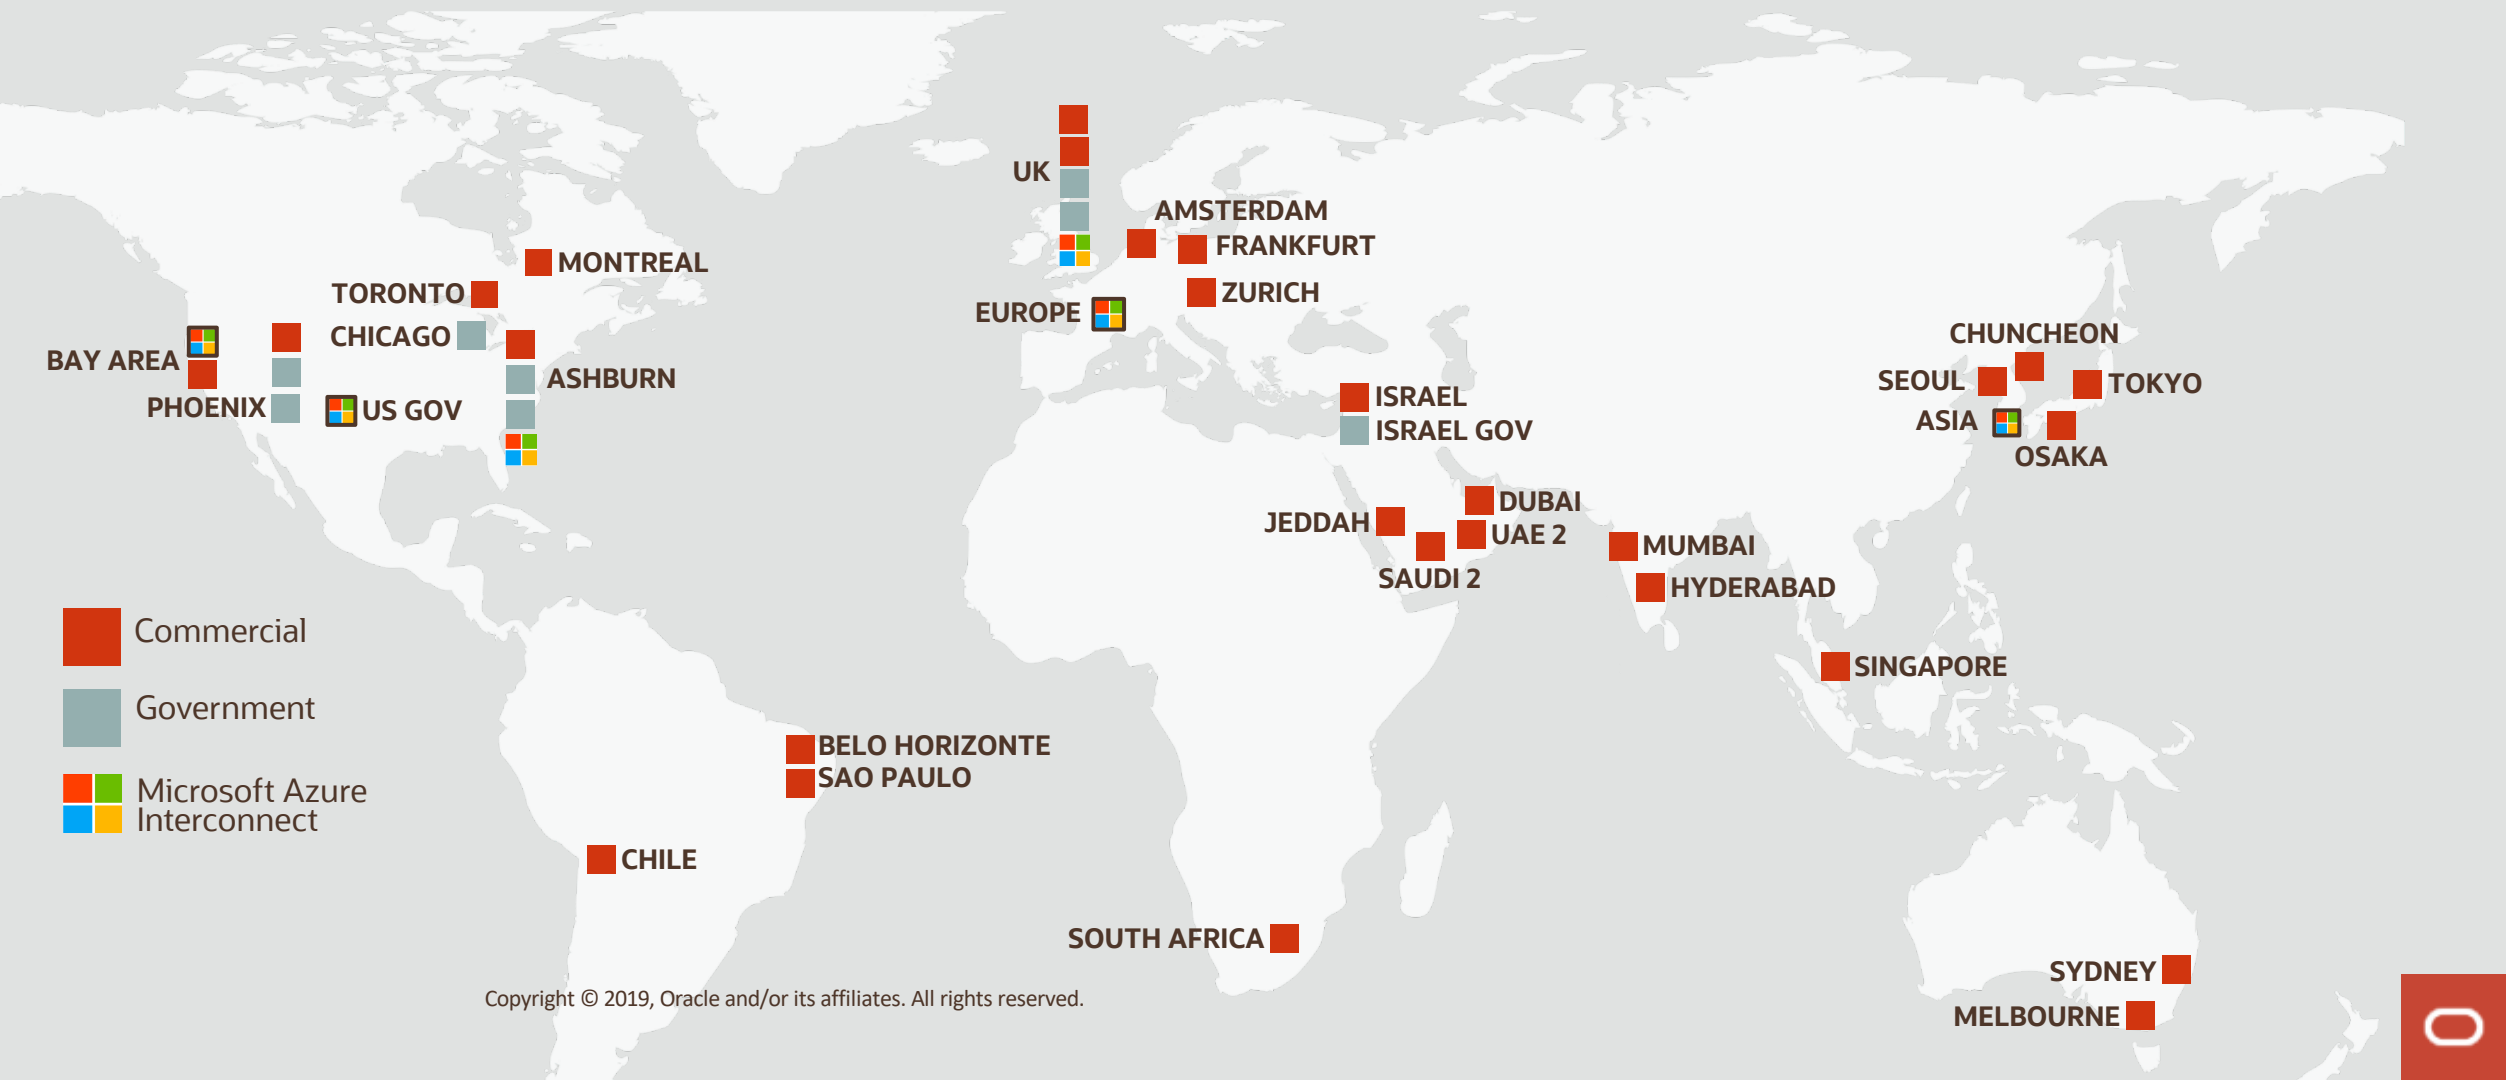 UK
AMSTERDAM
FRANKFURT
MONTREAL
TORONTO
ZURICH
EUROPE
CHICAGO
BAY AREA
ASHBURN
PHOENIX
US GOV
CHUNCHEON
SEOUL
TOKYO
ASIA
OSAKA
ISRAEL
ISRAEL GOV
DUBAI
JEDDAH
UAE 2
SAUDI 2
MUMBAI
HYDERABAD
SINGAPORE
Commercial
Government
Microsoft Azure
Interconnect
BELO HORIZONTE
SAO PAULO
CHILE
SOUTH AFRICA
SYDNEY
MELBOURNE
Copyright © 2019, Oracle and/or its affiliates. All rights reserved.